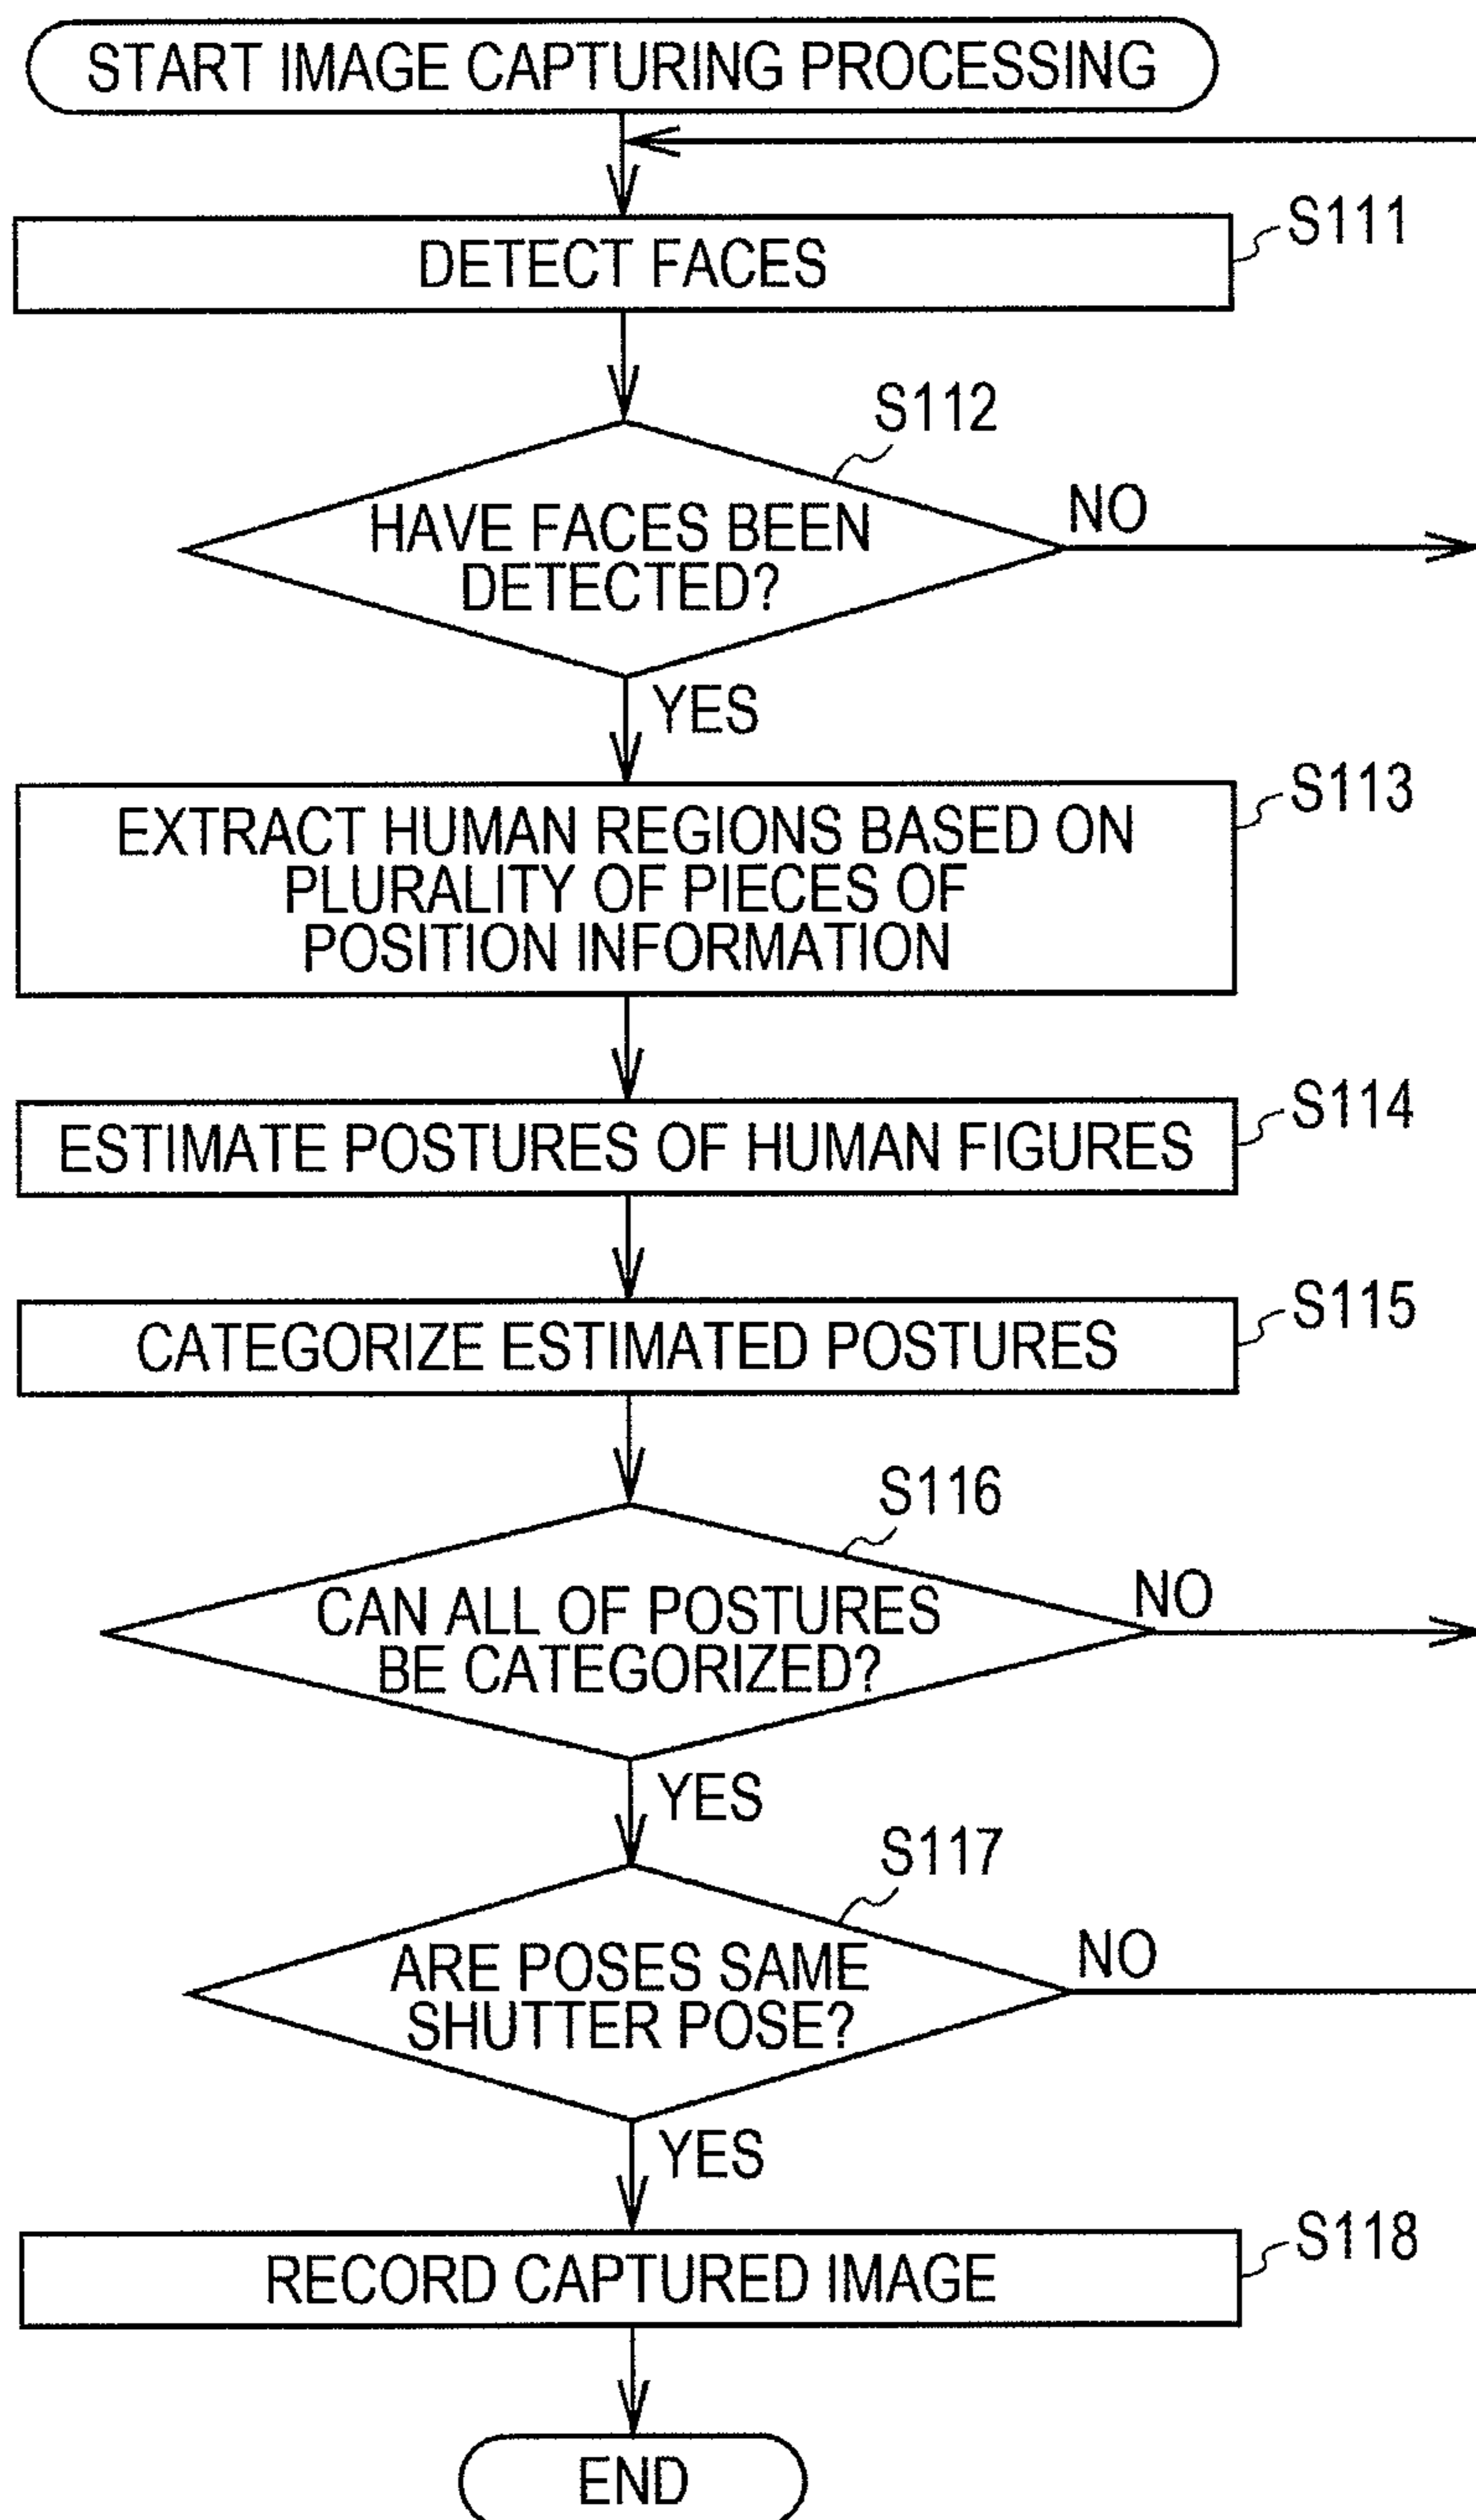 START IMAGE CAPTURING PROCESSING
S111
DETECT FACES
S112
HAVE FACES BEEN
DETECTED?
NO
YES
S113
EXTRACT HUMAN REGIONS BASED ON
PLURALITY OF PIECES OF
POSITION INFORMATION
S114
ESTIMATE POSTURES OF HUMAN FIGURES
S115
CATEGORIZE ESTIMATED POSTURES
S116
CAN ALL OF POSTURES
BE CATEGORIZED?
NO
YES
S117
ARE POSES SAME
SHUTTER POSE?
NO
YES
S118
RECORD CAPTURED IMAGE
END